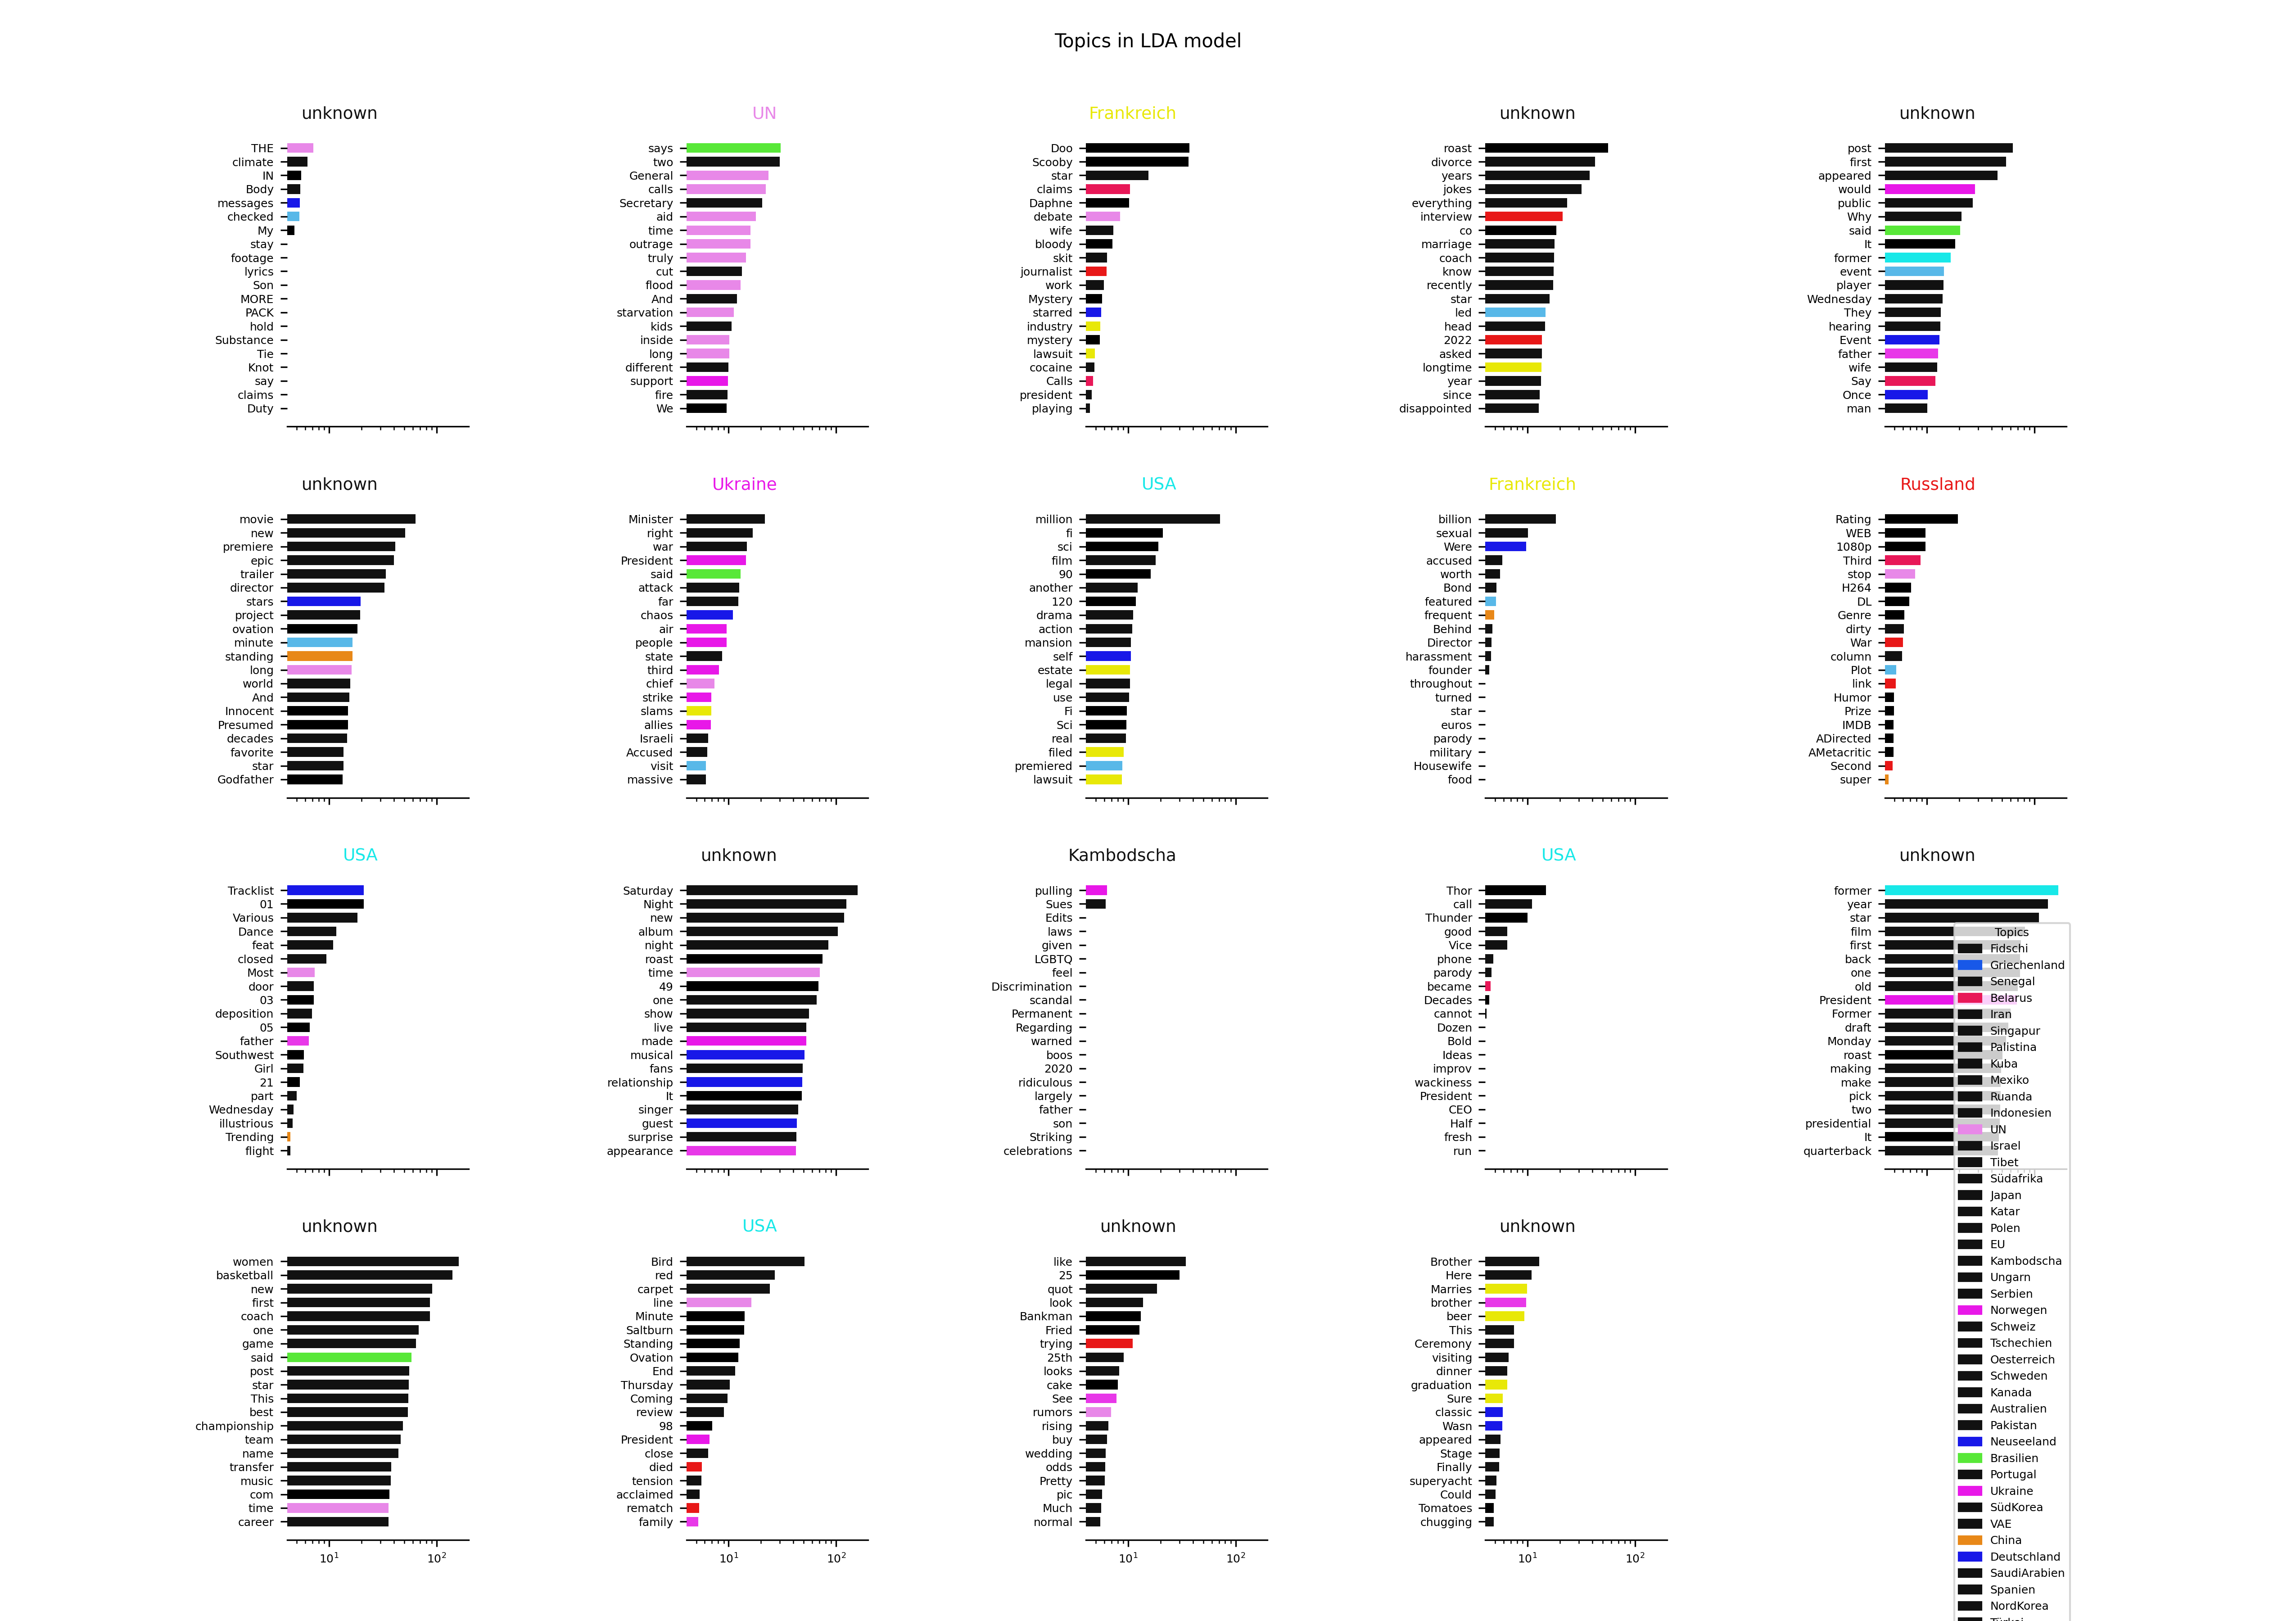 Topics in LDA model
unknown
THE
climate
IN
Body
messages
checked
My
stay
footage
lyrics
Son
MORE
PACK
hold
Substance
Tie
Knot
say
claims
Duty
UN
says
two
General
calls
Secretary
aid
time
outrage
truly
cut
flood
And
starvation
kids
inside
long
different
support
fire
We
Frankreich
Doo
Scooby
star
claims
Daphne
debate
wife
bloody
skit
journalist
work
Mystery
starred
industry
mystery
lawsuit
cocaine
Calls
president
playing
unknown
roast
divorce
years
jokes
everything
interview
co
marriage
coach
know
recently
star
led
head
2022
asked
longtime
year
since
disappointed
unknown
post
first
appeared
would
public
Why
said
It
former
event
player
Wednesday
They
hearing
Event
father
wife
Say
Once
man
unknown
movie
new
premiere
epic
trailer
director
stars
project
ovation
minute
standing
long
world
And
Innocent
Presumed
decades
favorite
star
Godfather
Ukraine
Minister
right
war
President
said
attack
far
chaos
air
people
state
third
chief
strike
slams
allies
Israeli
Accused
visit
massive
USA
million
fi
sci
film
90
another
120
drama
action
mansion
self
estate
legal
use
Fi
Sci
real
filed
premiered
lawsuit
Frankreich
billion
sexual
Were
accused
worth
Bond
featured
frequent
Behind
Director
harassment
founder
throughout
turned
star
euros
parody
military
Housewife
food
Russland
Rating
WEB
1080p
Third
stop
H264
DL
Genre
dirty
War
column
Plot
link
Humor
Prize
IMDB
ADirected
AMetacritic
Second
super
USA
Tracklist
01
Various
Dance
feat
closed
Most
door
03
deposition
05
father
Southwest
Girl
21
part
Wednesday
illustrious
Trending
flight
unknown
Saturday
Night
new
album
night
roast
time
49
one
show
live
made
musical
fans
relationship
It
singer
guest
surprise
appearance
Kambodscha
pulling
Sues
Edits
laws
given
LGBTQ
feel
Discrimination
scandal
Permanent
Regarding
warned
boos
2020
ridiculous
largely
father
son
Striking
celebrations
USA
Thor
call
Thunder
good
Vice
phone
parody
became
Decades
cannot
Dozen
Bold
Ideas
improv
wackiness
President
CEO
Half
fresh
run
unknown
former
year
star
film
first
back
one
old
President
Former
draft
Monday
roast
making
make
pick
two
presidential
It
quarterback
unknown
women
basketball
new
first
coach
one
game
said
post
star
This
best
championship
team
name
transfer
music
com
time
career
10¹ 10²
USA
Bird
red
carpet
line
Minute
Saltburn
Standing
Ovation
End
Thursday
Coming
review
98
President
close
died
tension
acclaimed
rematch
family
10¹ 10²
unknown
like
25
quot
look
Bankman
Fried
trying
25th
looks
cake
See
rumors
rising
buy
wedding
odds
Pretty
pic
Much
normal
10¹ 10²
unknown
Brother
Here
Marries
brother
beer
This
Ceremony
visiting
dinner
graduation
Sure
classic
Wasn
appeared
Stage
Finally
superyacht
Could
Tomatoes
chugging
10¹ 10²
Topics
Fidschi
Griechenland
Senegal
Belarus
Iran
Singapur
Palistina
Kuba
Mexiko
Ruanda
Indonesien
UN
Israel
Tibet
Südafrika
Japan
Katar
Polen
EU
Kambodscha
Ungarn
Serbien
Norwegen
Schweiz
Tschechien
Oesterreich
Schweden
Kanada
Australien
Pakistan
Neuseeland
Brasilien
Portugal
Ukraine
SüdKorea
VAE
China
Deutschland
SaudiArabien
Spanien
NordKorea